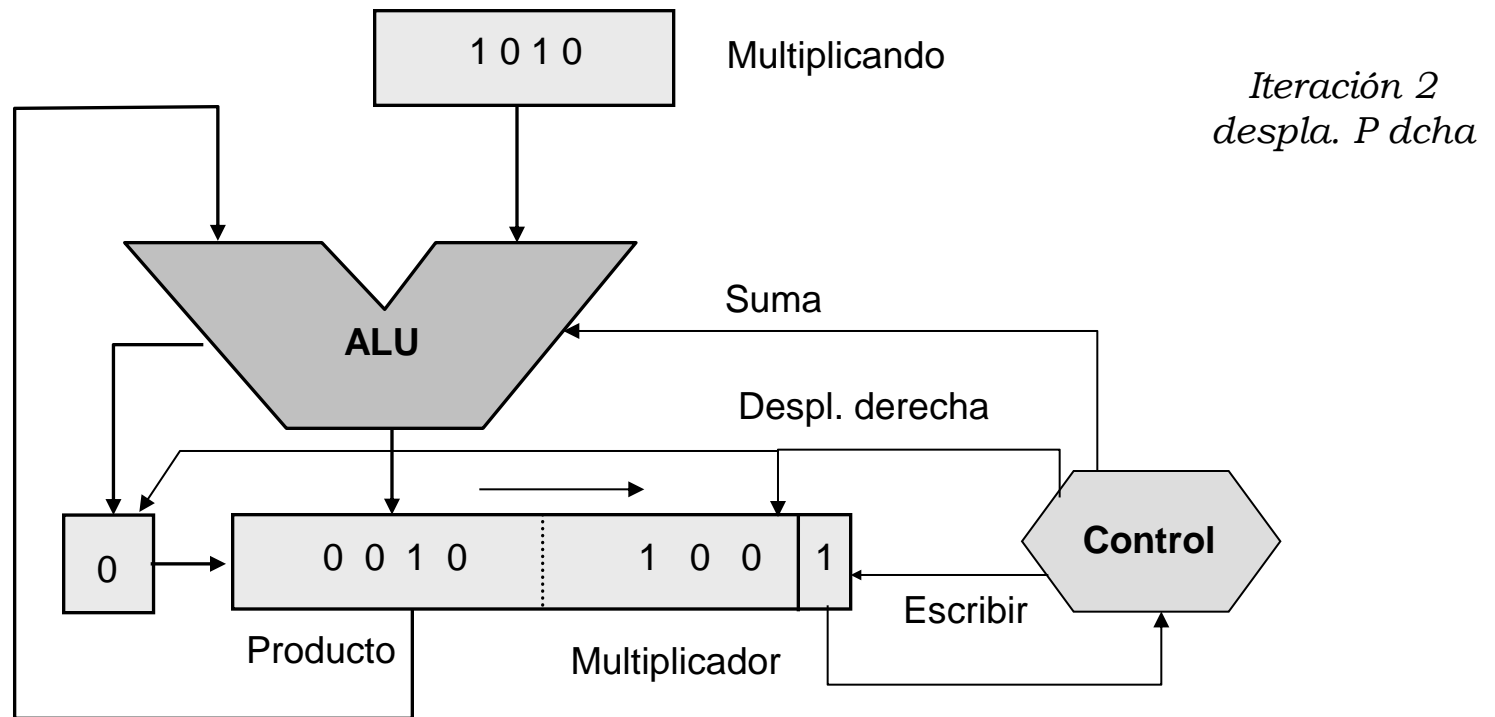 1 0 1 0
Multiplicando
Iteración 2
despla. P dcha
Suma
ALU
Despl. derecha
0
0 0 1 0
1 0 0
1
Control
Escribir
Producto
Multiplicador